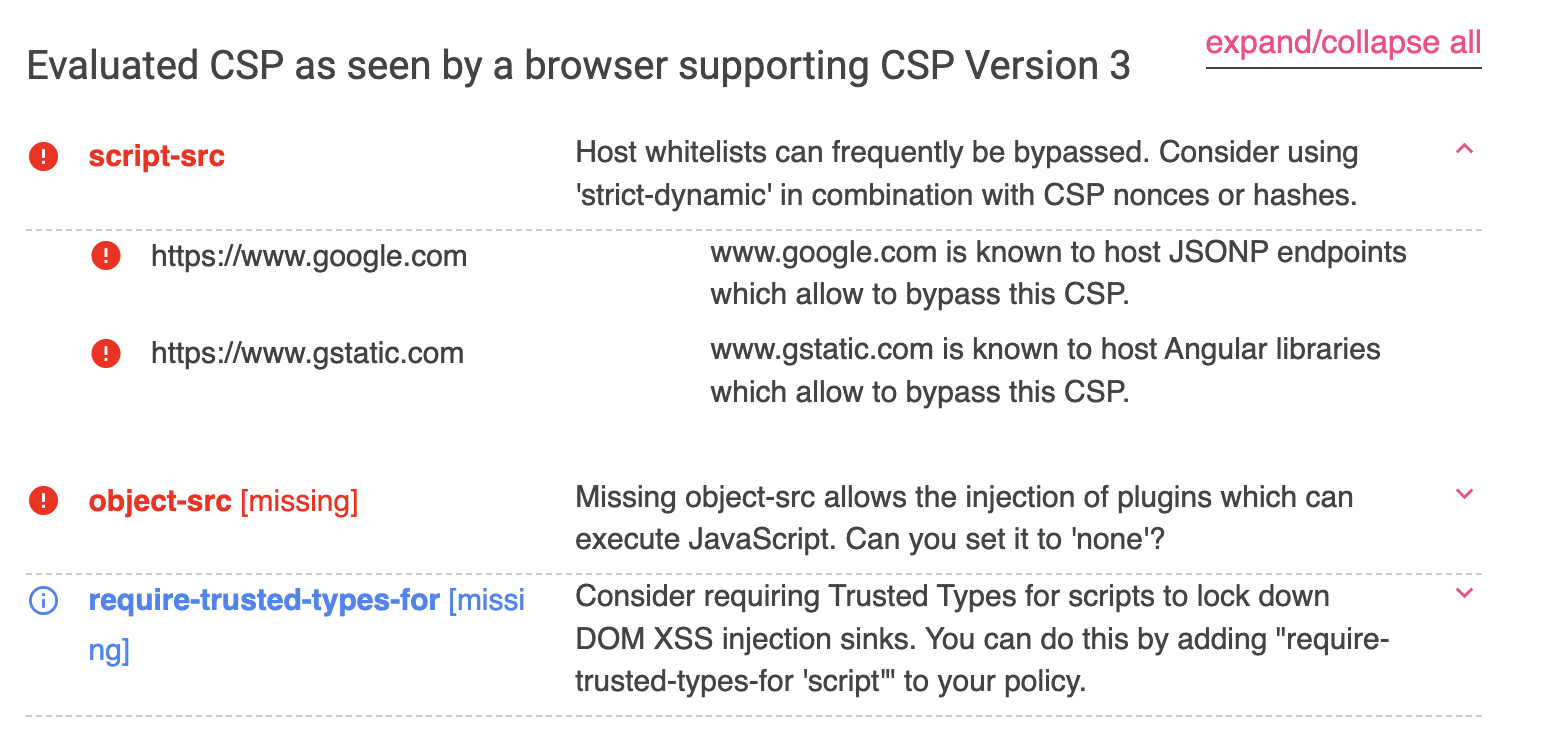 Evaluated CSP as seen by a browser supporting CSP Version 3
expand/collapse all
script-src
Host whitelists can frequently be bypassed. Consider using
'strict-dynamic' in combination with CSP nonces or hashes.
https://www.google.com
www.google.com is known to host JSONP endpoints
which allow to bypass this CSP.
https://www.gstatic.com
www.gstatic.com is known to host Angular libraries
which allow to bypass this CSP.
object-src [missing]
Missing object-src allows the injection of plugins which can
execute JavaScript. Can you set it to 'none'?
require-trusted-types-for [missi
ng]
Consider requiring Trusted Types for scripts to lock down
DOM XSS injection sinks. You can do this by adding "require-
trusted-types-for 'script'" to your policy.